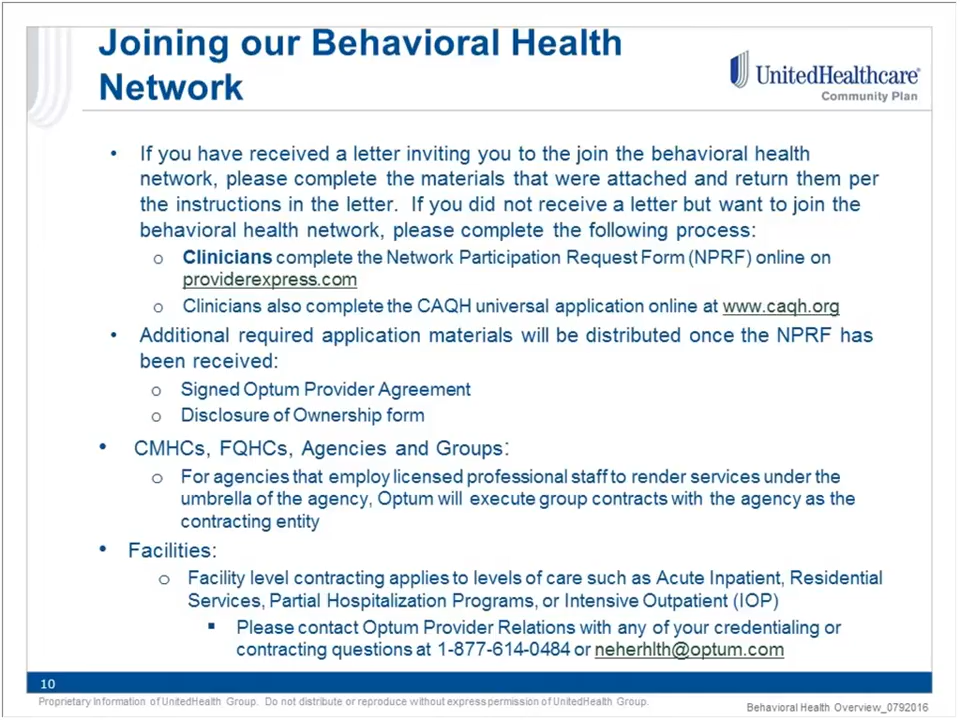 Joining our Behavioral Health
Network
UnitedHealthcare®
Community Plan
• If you have received a letter inviting you to the join the behavioral health
network, please complete the materials that were attached and return them per
the instructions in the letter. If you did not receive a letter but want to join the
behavioral health network, please complete the following process:
o Clinicians complete the Network Participation Request Form (NPRF) online on
providerexpress.com
o Clinicians also complete the CAQH universal application online at www.caqh.org
• Additional required application materials will be distributed once the NPRF has
been received:
o Signed Optum Provider Agreement
o Disclosure of Ownership form
• CMHCs, FQHCs, Agencies and Groups:
o For agencies that employ licensed professional staff to render services under the
umbrella of the agency, Optum will execute group contracts with the agency as the
contracting entity
• Facilities:
o Facility level contracting applies to levels of care such as Acute Inpatient, Residential
Services, Partial Hospitalization Programs, or Intensive Outpatient (IOP)
▪ Please contact Optum Provider Relations with any of your credentialing or
contracting questions at 1-877-614-0484 or neherhlth@optum.com
10
Proprietary Information of UnitedHealth Group. Do not distribute or reproduce without express permission of UnitedHealth Group.
Behavioral Health Overview_0792016